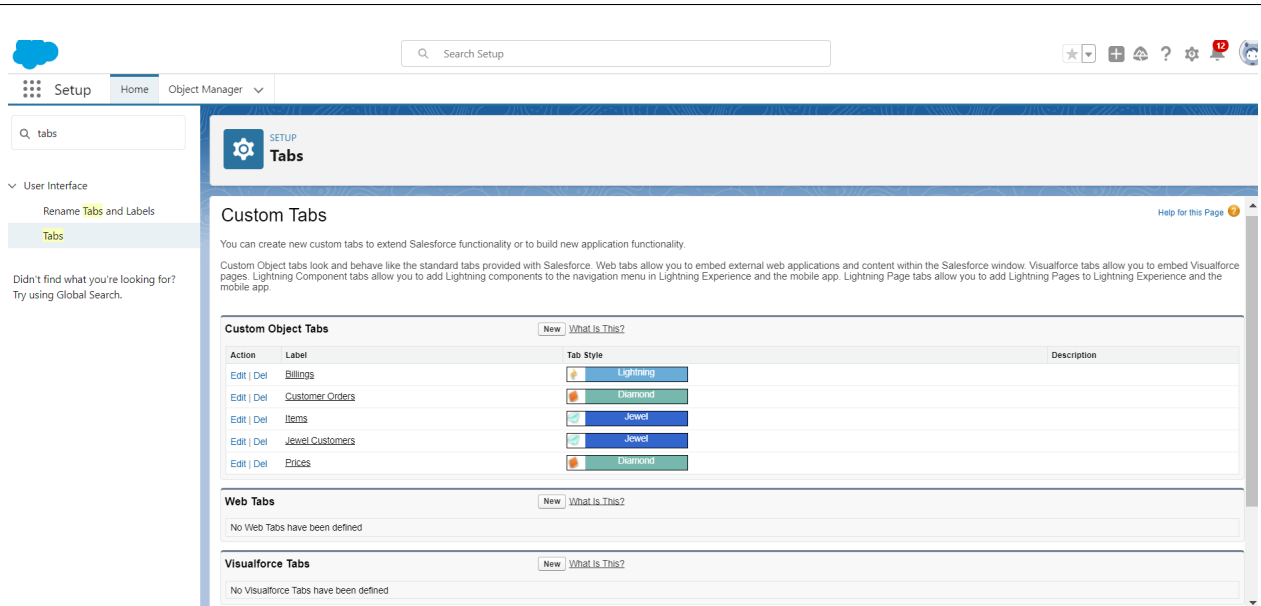 Search Setup
12
Setup
Home
Object Manager
tabs
User Interface
Rename Tabs and Labels
Tabs
Didn't find what you're looking for?
Try using Global Search.
SETUP
Tabs
Custom Tabs
Help for this Page
You can create new custom tabs to extend Salesforce functionality or to build new application functionality.
Custom Object tabs look and behave like the standard tabs provided with Salesforce. Web tabs allow you to embed external web applications and content within the Salesforce window. Visualforce tabs allow you to embed Visualforce
pages. Lightning Component tabs allow you to add Lightning components to the navigation menu in Lightning Experience and the mobile app. Lightning Page tabs allow you to add Lightning Pages to Lightning Experience and the
mobile app.
Custom Object Tabs New What Is This?
Action Label Tab Style Description
Edit | Del Billings Lightning
Edit | Del Customer Orders Diamond
Edit | Del Items Jewel
Edit | Del Jewel Customers Jewel
Edit | Del Prices Diamond
Web Tabs New What Is This?
No Web Tabs have been defined
Visualforce Tabs New What Is This?
No Visualforce Tabs have been defined